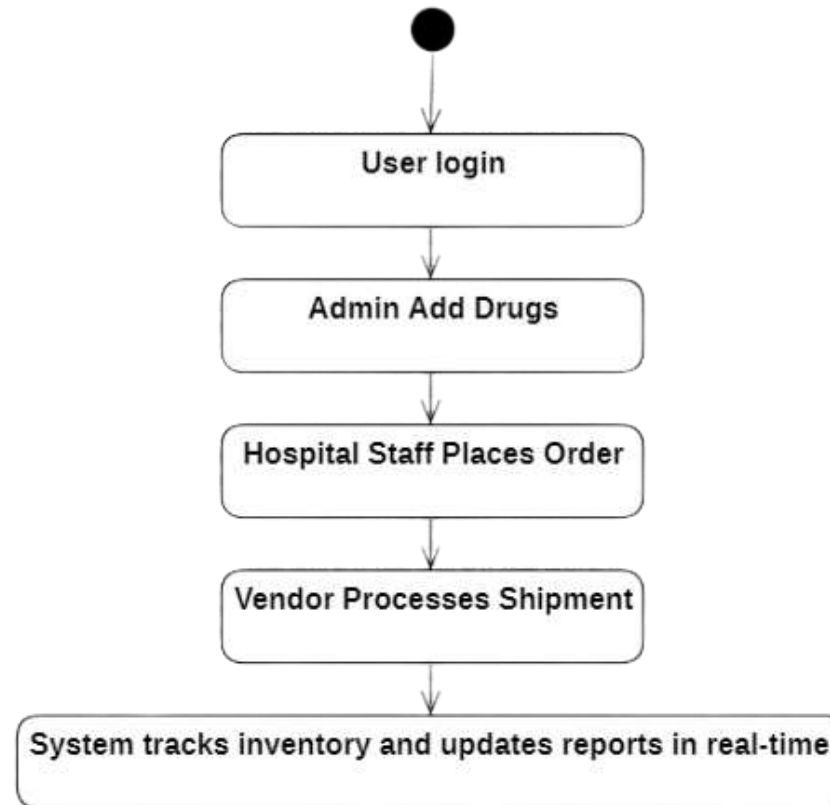 User login
Admin Add Drugs
Hospital Staff Places Order
Vendor Processes Shipment
System tracks inventory and updates reports in real-time